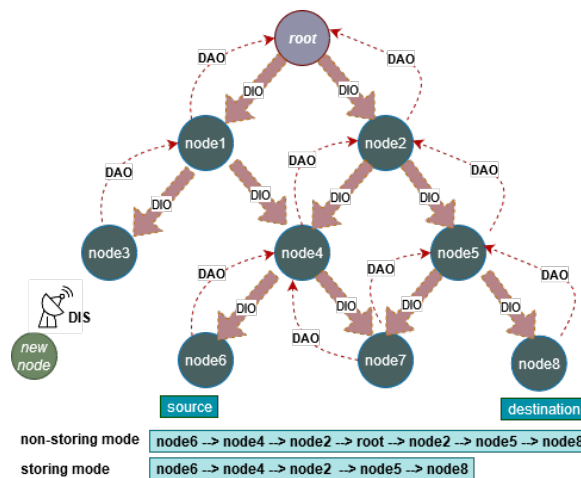 root
DAO
DAO
DIO
DIO
node1
node2
DAO
DIO
DIO
DAO
DIO
DIO
DAO
node3
node4
node5
DIS
DAO
DIO
DIO
DAO
DIO
DIO
DAO
new
node
node6
DAO
node7
node8
source
destination
non-storing mode
node6 --> node4 --> node2 --> root --> node2 --> node5 --> node8
storing mode
node6 --> node4 --> node2 --> node5 --> node8